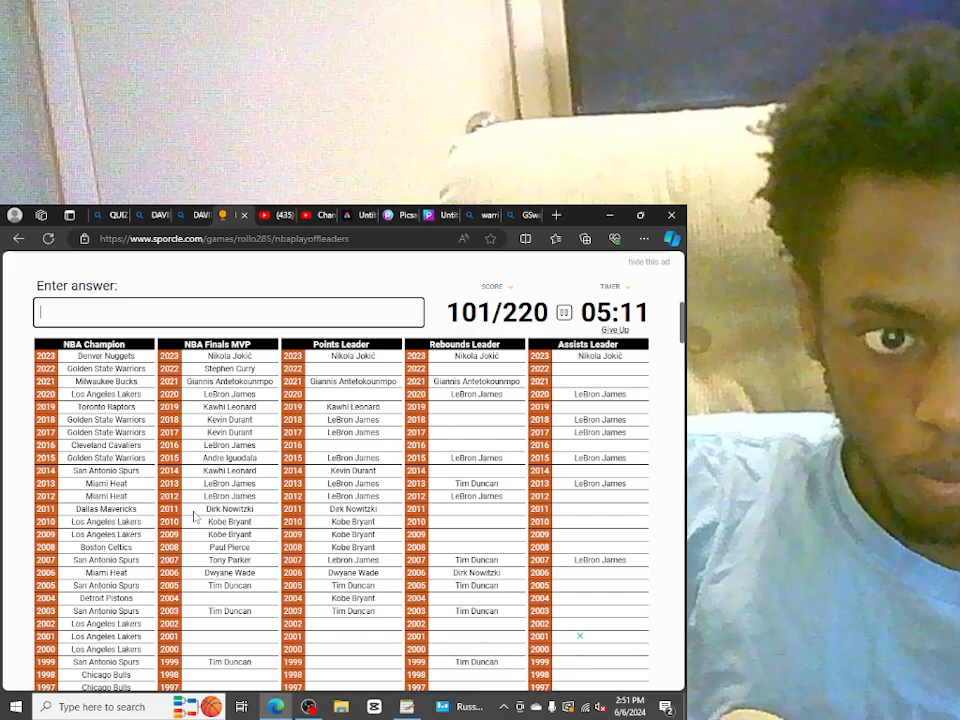 QUIZ DAVI DAVI I (435) Chan Untit Picsa Untit warri GSwa
https://www.sporcle.com/games/rollo285/nbaplayoffleaders
hide this ad
Enter answer:
SCORE TIMER
101/220 05:11
Give Up
NBA Champion NBA Finals MVP Points Leader Rebounds Leader Assists Leader
2023 Denver Nuggets 2023 Nikola Jokić 2023 Nikola Jokić 2023 Nikola Jokić 2023 Nikola Jokić
2022 Golden State Warriors 2022 Stephen Curry 2022 2022 2022
2021 Milwaukee Bucks 2021 Giannis Antetokounmpo 2021 Giannis Antetokounmpo 2021 Giannis Antetokounmpo 2021
2020 Los Angeles Lakers 2020 LeBron James 2020 2020 LeBron James 2020 LeBron James
2019 Toronto Raptors 2019 Kawhi Leonard 2019 Kawhi Leonard 2019 2019
2018 Golden State Warriors 2018 Kevin Durant 2018 LeBron James 2018 2018 LeBron James
2017 Golden State Warriors 2017 Kevin Durant 2017 LeBron James 2017 2017 LeBron James
2016 Cleveland Cavaliers 2016 LeBron James 2016 2016 2016
2015 Golden State Warriors 2015 Andre Iguodala 2015 LeBron James 2015 LeBron James 2015 LeBron James
2014 San Antonio Spurs 2014 Kawhi Leonard 2014 Kevin Durant 2014 2014
2013 Miami Heat 2013 LeBron James 2013 LeBron James 2013 Tim Duncan 2013 LeBron James
2012 Miami Heat 2012 LeBron James 2012 LeBron James 2012 LeBron James 2012
2011 Dallas Mavericks 2011 Dirk Nowitzki 2011 Dirk Nowitzki 2011 2011
2010 Los Angeles Lakers 2010 Kobe Bryant 2010 Kobe Bryant 2010 2010
2009 Los Angeles Lakers 2009 Kobe Bryant 2009 Kobe Bryant 2009 2009
2008 Boston Celtics 2008 Paul Pierce 2008 Kobe Bryant 2008 2008
2007 San Antonio Spurs 2007 Tony Parker 2007 Lebron James 2007 Tim Duncan 2007 LeBron James
2006 Miami Heat 2006 Dwyane Wade 2006 Dwyane Wade 2006 Dirk Nowitzki 2006
2005 San Antonio Spurs 2005 Tim Duncan 2005 Tim Duncan 2005 Tim Duncan 2005
2004 Detroit Pistons 2004 2004 Kobe Bryant 2004 2004
2003 San Antonio Spurs 2003 Tim Duncan 2003 Tim Duncan 2003 Tim Duncan 2003
2002 Los Angeles Lakers 2002 2002 2002 2002
2001 Los Angeles Lakers 2001 2001 2001 2001
2000 Los Angeles Lakers 2000 2000 2000 2000
1999 San Antonio Spurs 1999 Tim Duncan 1999 1999 Tim Duncan 1999
1998 Chicago Bulls 1998 1998 1998 1998
1997 Chicago Bulls 1997 1997 1997 1997
Type here to search Russ... 2:51 PM
6/6/2024 2